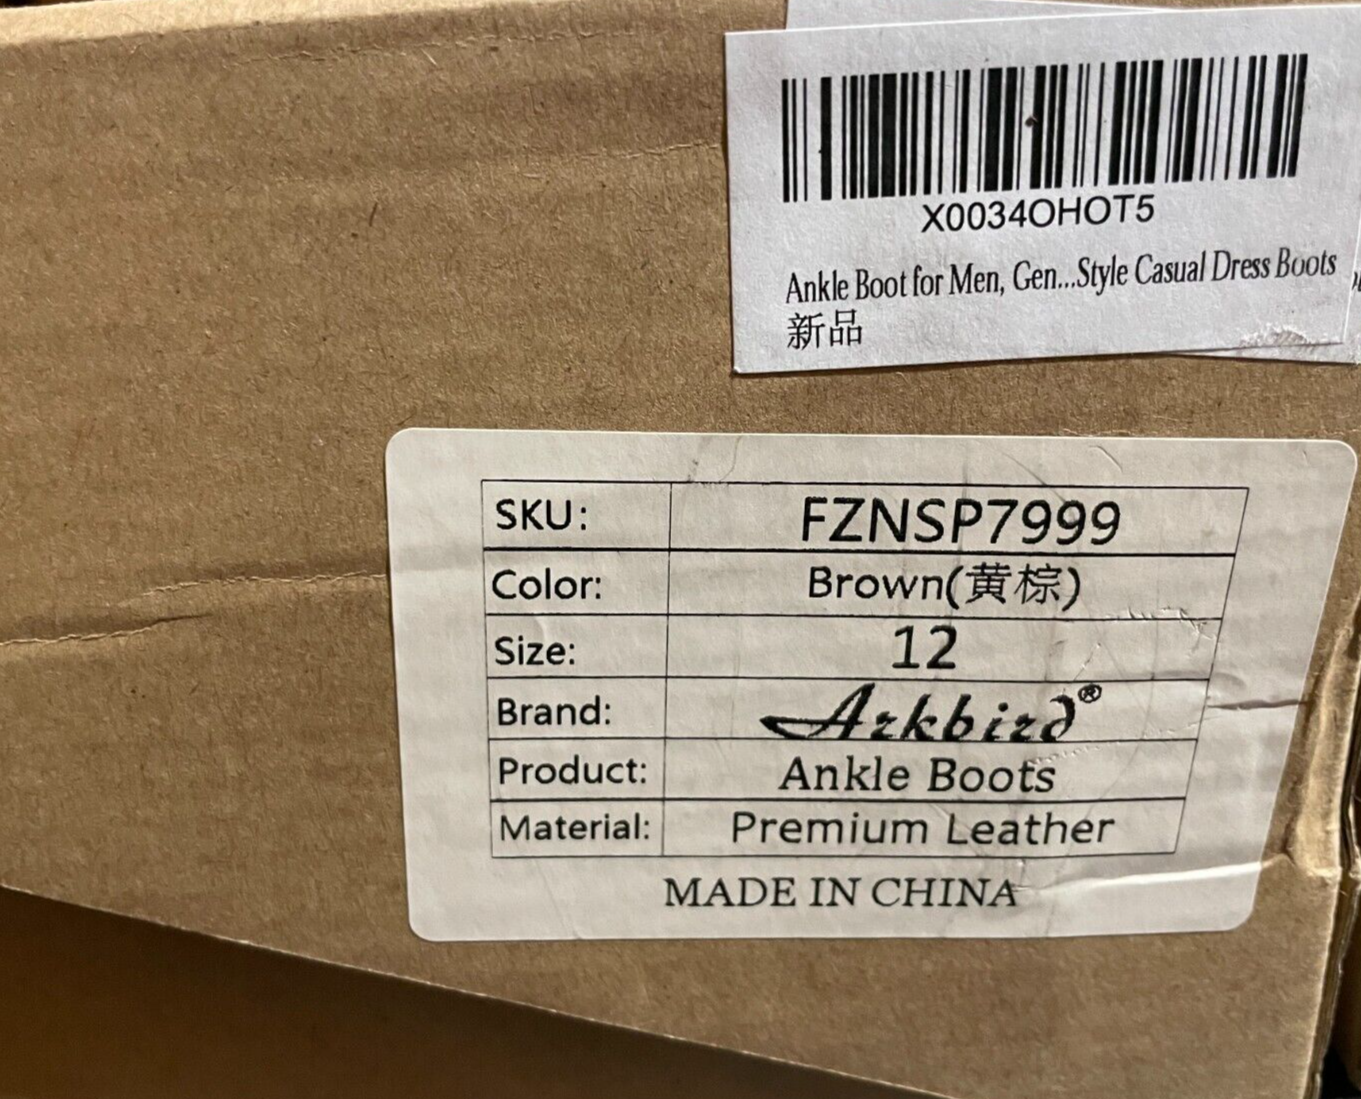 X0034OHOT5
Ankle Boot for Men, Gen...Style Casual Dress Boots
新品
SKU: FZNSP7999
Color: Brown(黄棕)
Size: 12
Brand: Arkbird®
Product: Ankle Boots
Material: Premium Leather
MADE IN CHINA